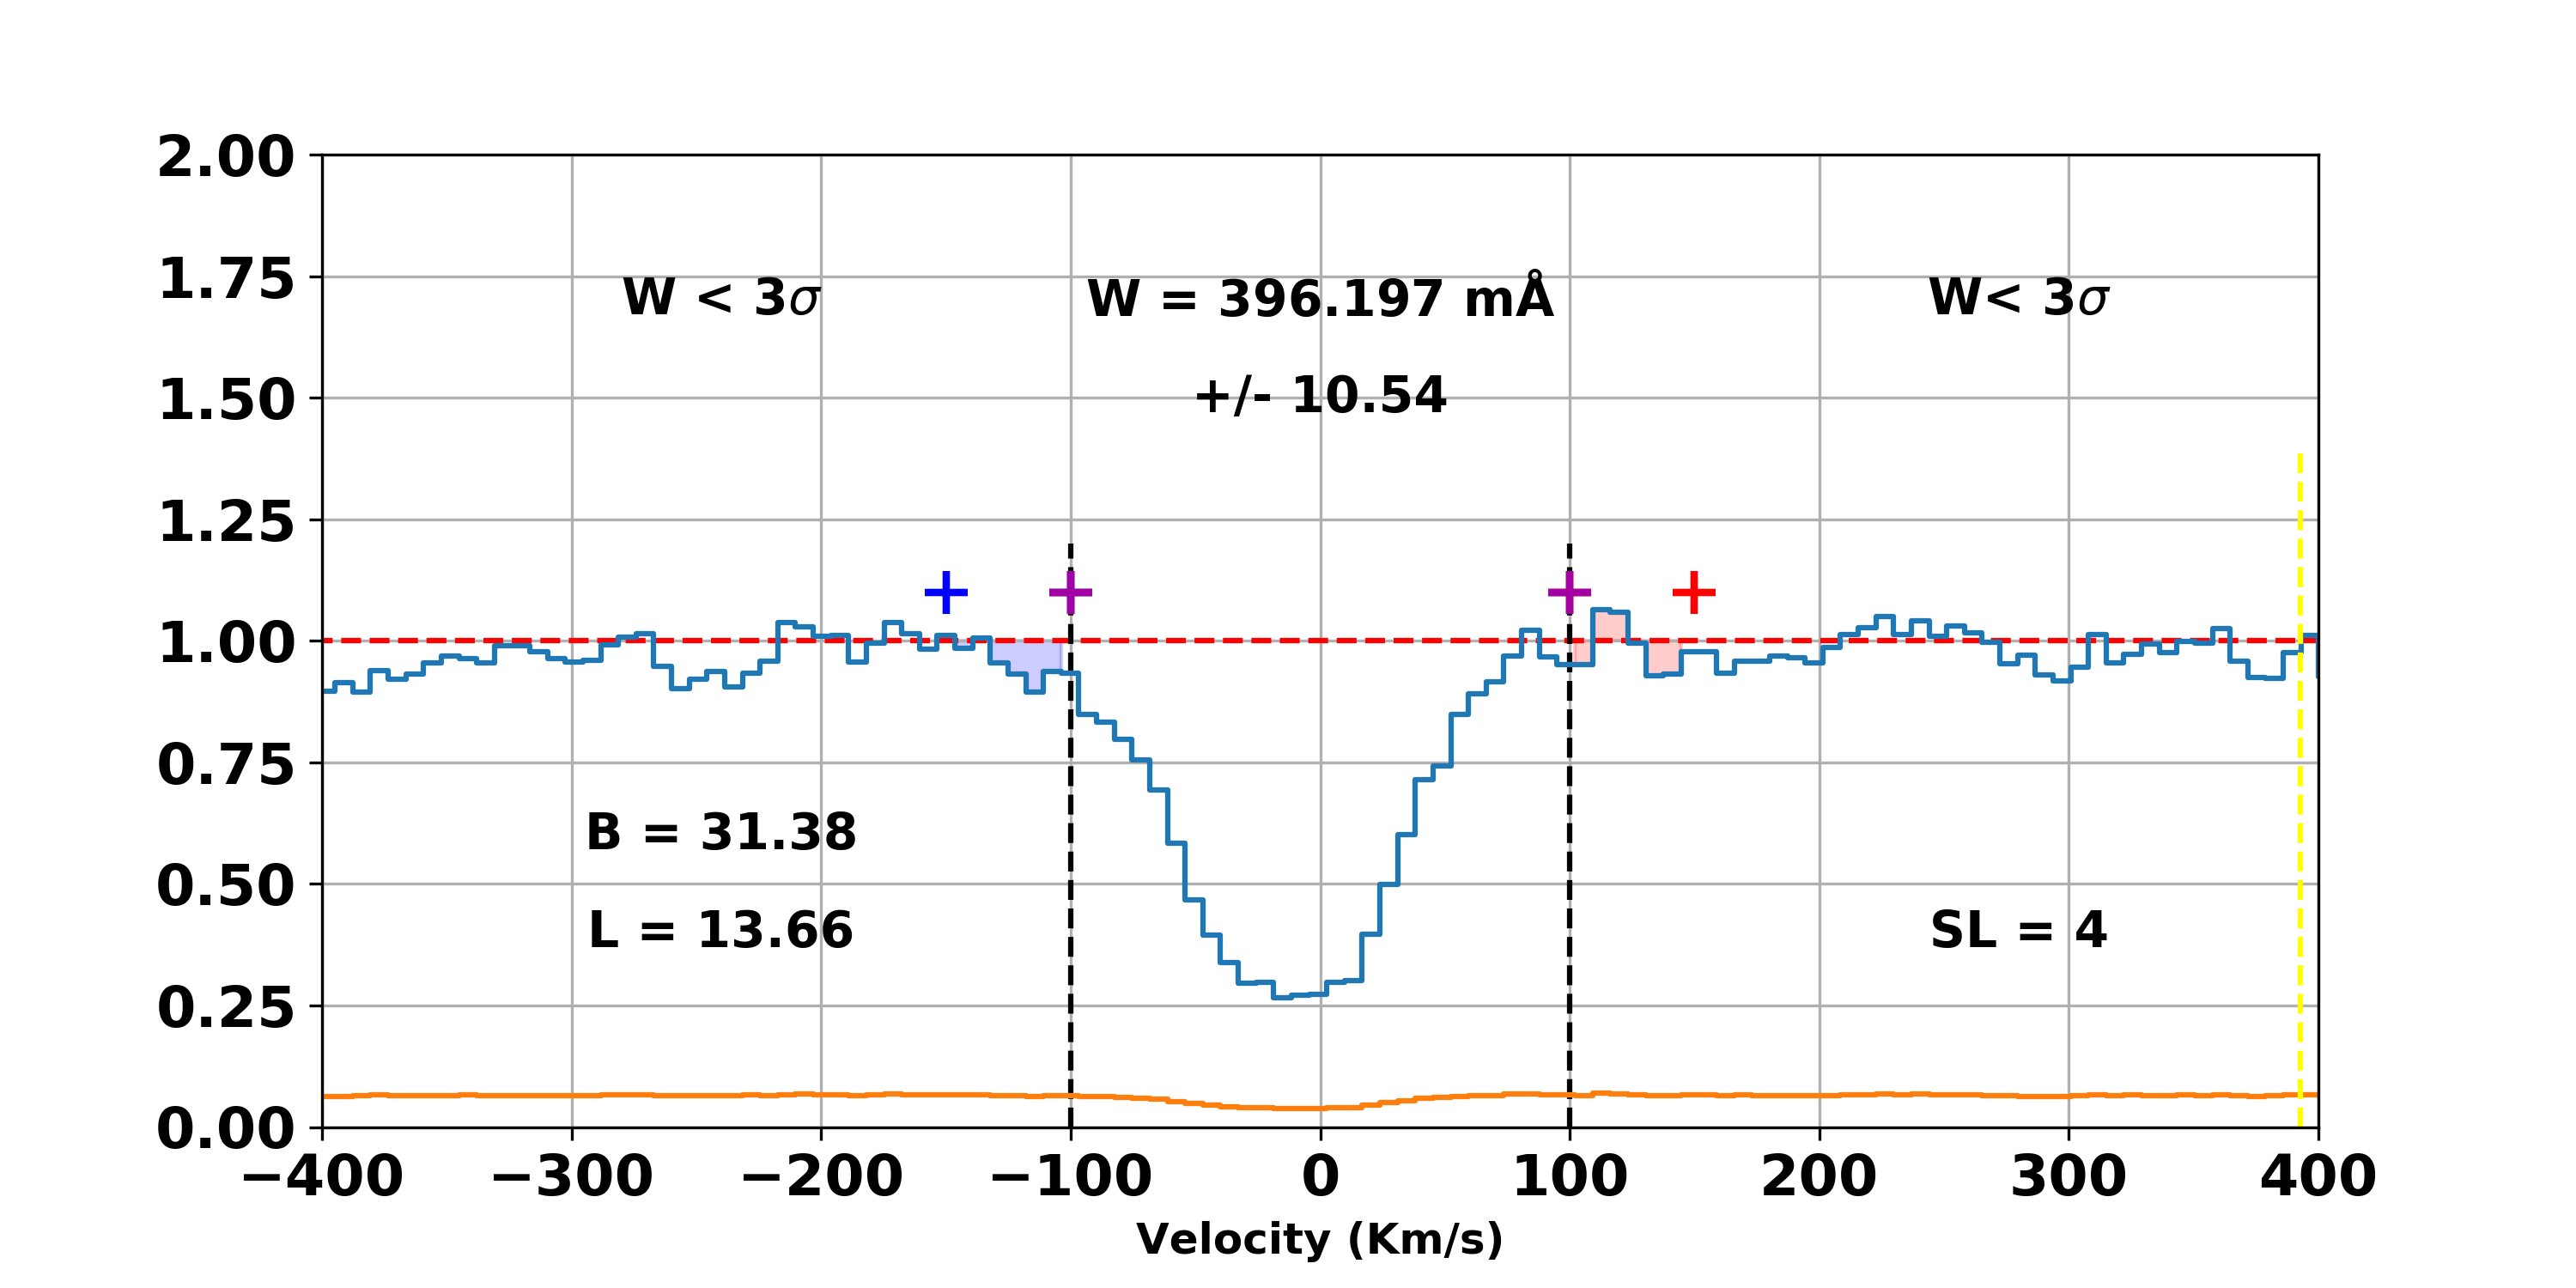 2.00
1.75
1.50
1.25
1.00
0.75
0.50
0.25
0.00
W < 3σ
W = 396.197 mÅ
+/- 10.54
W< 3σ
B = 31.38
L = 13.66
SL = 4
−400 −300 −200 −100 0 100 200 300 400
Velocity (Km/s)